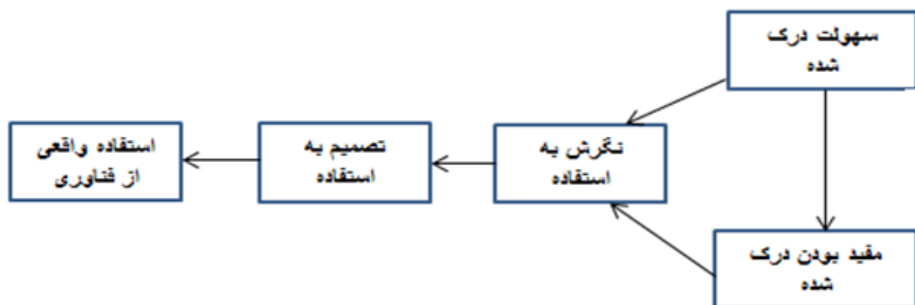 سهولت درک
شده
نگرش به
استفاده
تصمیم به
استفاده
استفاده واقعی
از فناوری
مفید بودن درک
شده